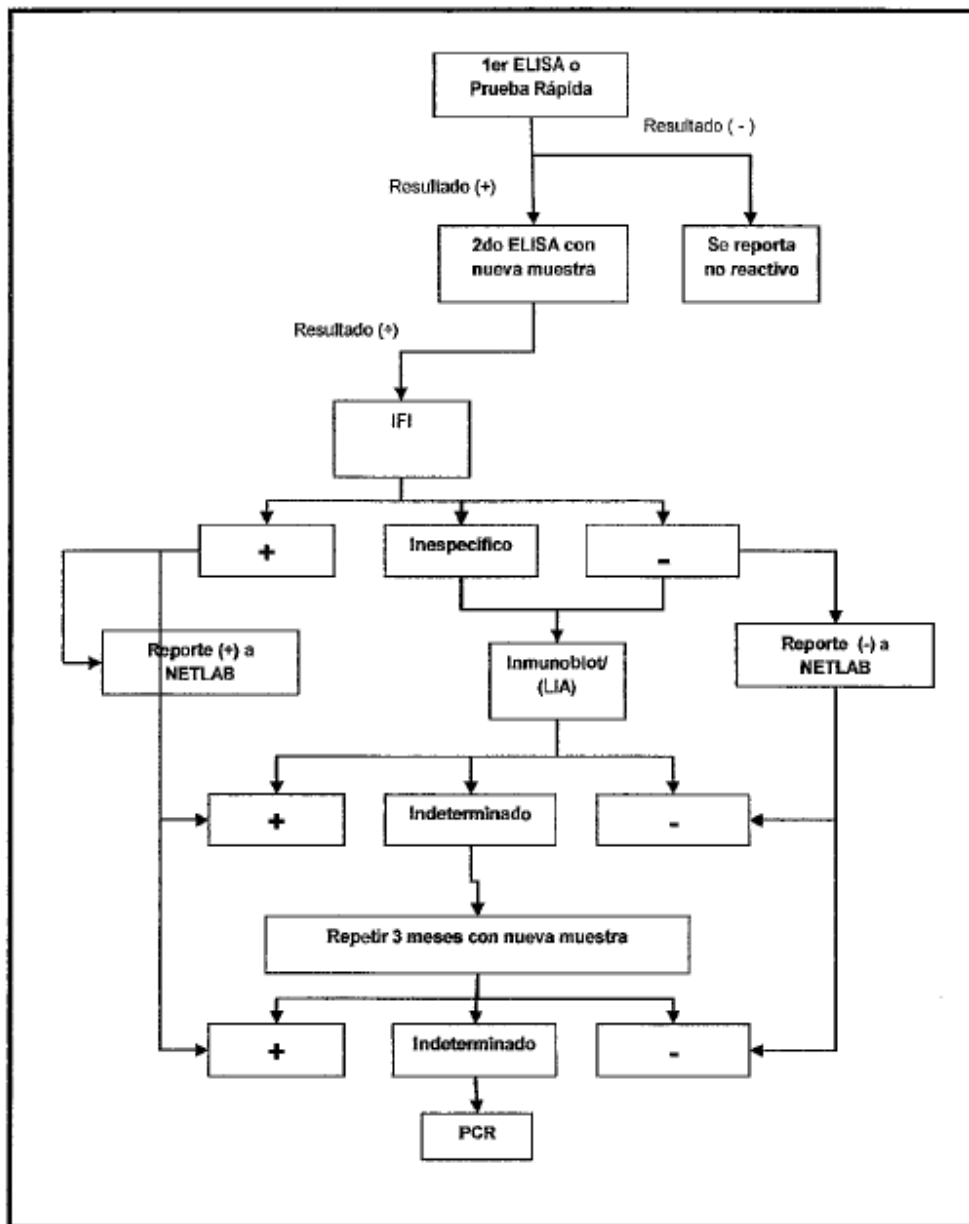 1er ELISA o
Prueba Rápida
Resultado ( - )
Resultado (+)
2do ELISA con
nueva muestra
Se reporta
no reactivo
Resultado (+)
IFI
+
Inespecífico
-
Reporte (+) a
NETLAB
Inmunoblot/
(LIA)
Reporte (-) a
NETLAB
+
Indeterminado
-
Repetir 3 meses con nueva muestra
+
Indeterminado
-
PCR